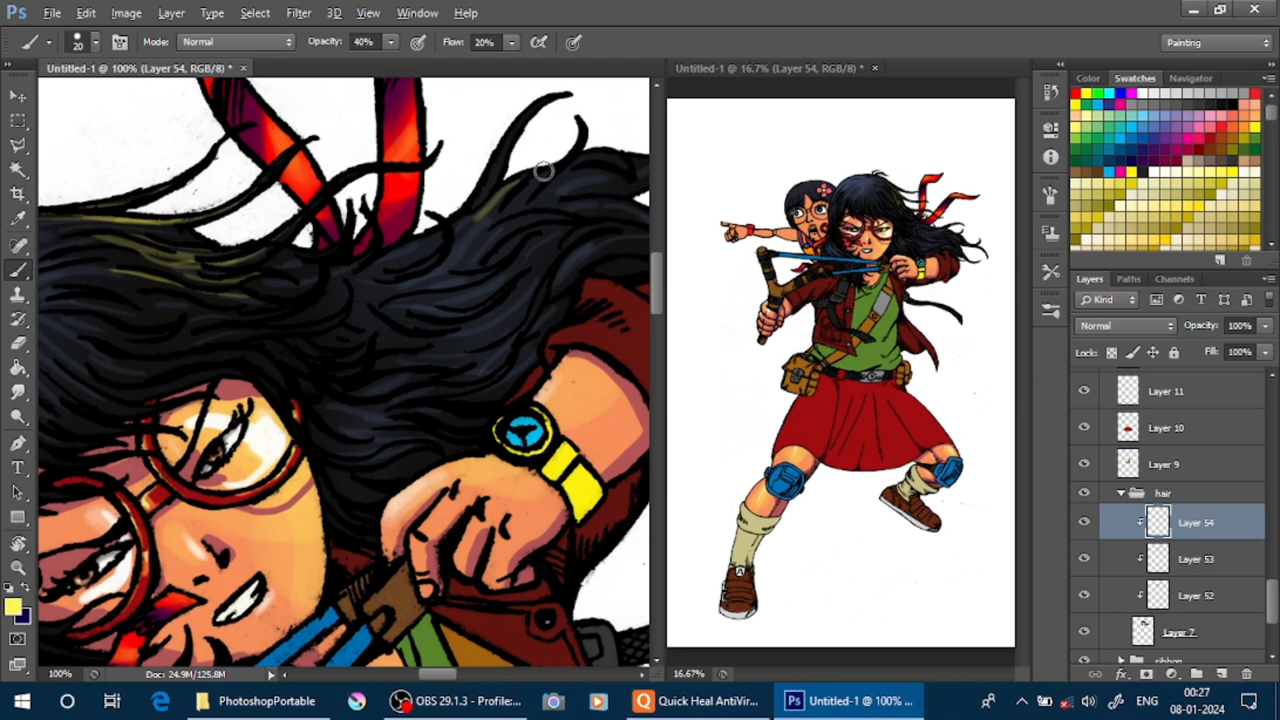 Ps File Edit Image Layer Type Select Filter 3D View Window Help
20 Mode: Normal Opacity: 40% Flow: 20% Painting
Untitled-1 @ 100% (Layer 54, RGB/8) * × Untitled-1 @ 16.7% (Layer 54, RGB/8) * ×
Color Swatches Navigator
Layers Paths Channels
Kind
Normal Opacity: 100%
Lock: Fill: 100%
Layer 11
Layer 10
Layer 9
hair
Layer 54
Layer 53
Layer 52
Layer 7
ribbon
100% Doc: 24.9M/125.8M 16.67%
PhotoshopPortable OBS 29.1.3 - Profile:... Quick Heal AntiVir... Ps Untitled-1 @ 100% ... ENG 00:27
08-01-2024